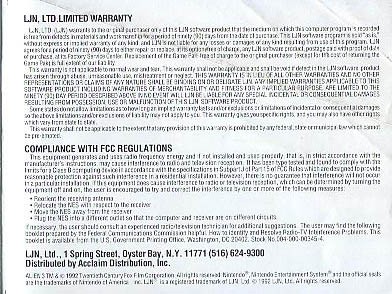 LJN, LTD. LIMITED WARRANTY
LJN, LTD. (LJN) warrants to the original purchaser only of this LJN software product that the medium on which this computer program is recorded
is free from defects in materials and workmanship for a period of ninety (90) days from the date of purchase. This LJN software program is sold "as is,"
without express or implied warranty of any kind, and LJN is not liable for any losses or damages of any kind resulting from use of this program. LJN
agrees for a period of ninety (90) days to either repair or replace, at its option, free of charge, any LJN software product, postage paid, with proof of date
of purchase, at its Factory Service Center. Replacement of the Game Pak, free of charge to the original purchaser (except for the cost of returning the
Game Pak) is the full extent of our liability.
This warranty is not applicable to normal wear and tear. This warranty shall not be applicable and shall be void if the defect in the LJN software product
has arisen through abuse, unreasonable use, mistreatment or neglect. THIS WARRANTY IS IN LIEU OF ALL OTHER WARRANTIES AND NO OTHER
REPRESENTATIONS OR CLAIMS OF ANY NATURE SHALL BE BINDING ON OR OBLIGATE LJN. ANY IMPLIED WARRANTIES APPLICABLE TO THIS
SOFTWARE PRODUCT, INCLUDING WARRANTIES OF MERCHANTABILITY AND FITNESS FOR A PARTICULAR PURPOSE, ARE LIMITED TO THE
NINETY (90) DAY PERIOD DESCRIBED ABOVE. IN NO EVENT WILL LJN BE LIABLE FOR ANY SPECIAL, INCIDENTAL, OR CONSEQUENTIAL DAMAGES
RESULTING FROM POSSESSION, USE OR MALFUNCTION OF THIS LJN SOFTWARE PRODUCT.
Some states do not allow limitations as to how long an implied warranty lasts and/or exclusions or limitations of incidental or consequential damages
so the above limitations and/or exclusions of liability may not apply to you. This warranty gives you specific rights, and you may also have other rights
which vary from state to state.
This warranty shall not be applicable to the extent that any provision of this warranty is prohibited by any federal, state or municipal law which cannot
be pre-empted.
COMPLIANCE WITH FCC REGULATIONS
This equipment generates and uses radio frequency energy and if not installed and used properly, that is, in strict accordance with the
manufacturer's instructions, may cause interference to radio and television reception. It has been type tested and found to comply with the
limits for a Class B computing device in accordance with the specifications in Subpart J of Part 15 of FCC Rules, which are designed to provide
reasonable protection against such interference in a residential installation. However, there is no guarantee that interference will not occur
in a particular installation. If this equipment does cause interference to radio or television reception, which can be determined by turning the
equipment off and on, the user is encouraged to try and correct the interference by one or more of the following measures:
• Reorient the receiving antenna
• Relocate the NES with respect to the receiver
• Move the NES away from the receiver
• Plug the NES into a different outlet so that the computer and receiver are on different circuits.
If necessary, the user should consult an experienced radio/television technician for additional suggestions. The user may find the following
booklet prepared by the Federal Communications Commission helpful: How to Identify and Resolve Radio-TV Interference Problems. This
booklet is available from the U.S. Government Printing Office, Washington, DC 20402, Stock No. 004-000-00345-4.
LJN, Ltd., 1 Spring Street, Oyster Bay, N.Y. 11771 (516) 624-9300
Distributed by Acclaim Distribution, Inc.
ALIENS TM & © 1992 Twentieth Century Fox Film Corporation. All rights reserved. Nintendo®, Nintendo Entertainment System® and the official seals
are the trademarks of Nintendo of America, Inc. LJN® is a registered trademark of LJN, Ltd. © 1992 LJN, Ltd. All rights reserved.